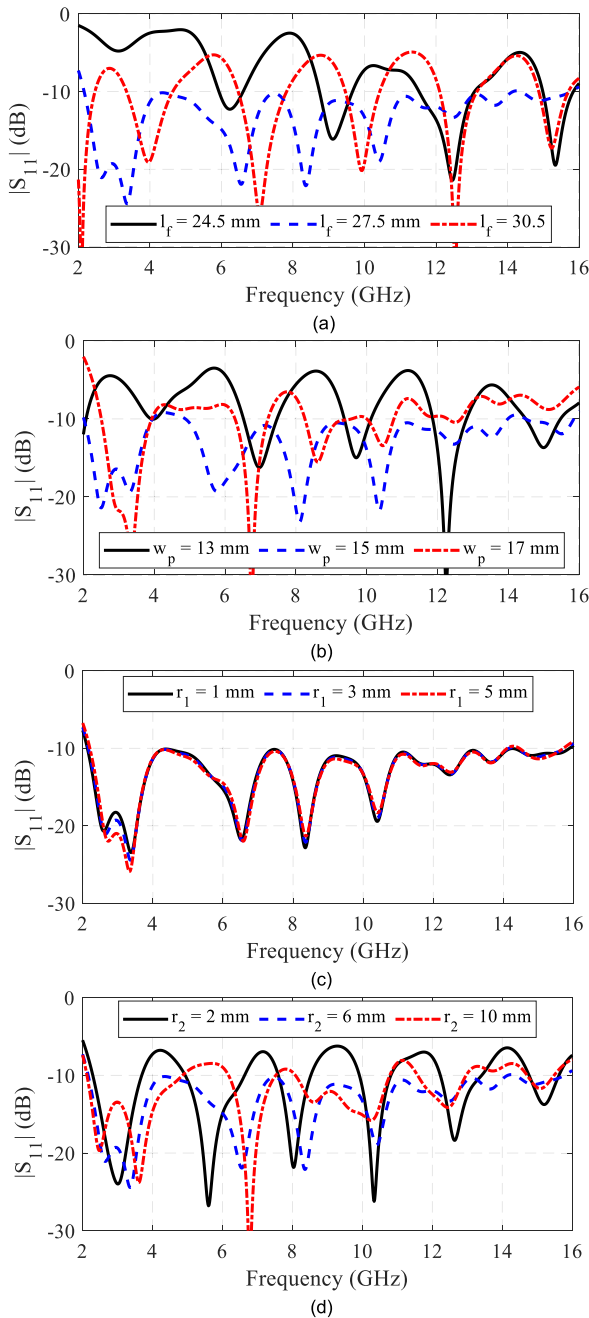 0
-10
-20
-30
|S11| (dB)
lf = 24.5 mm lf = 27.5 mm lf = 30.5
2 4 6 8 10 12 14 16
Frequency (GHz)
(a)
0
-10
-20
-30
|S11| (dB)
wp = 13 mm wp = 15 mm wp = 17 mm
2 4 6 8 10 12 14 16
Frequency (GHz)
(b)
0
-10
-20
-30
|S11| (dB)
r1 = 1 mm r1 = 3 mm r1 = 5 mm
2 4 6 8 10 12 14 16
Frequency (GHz)
(c)
0
-10
-20
-30
|S11| (dB)
r2 = 2 mm r2 = 6 mm r2 = 10 mm
2 4 6 8 10 12 14 16
Frequency (GHz)
(d)